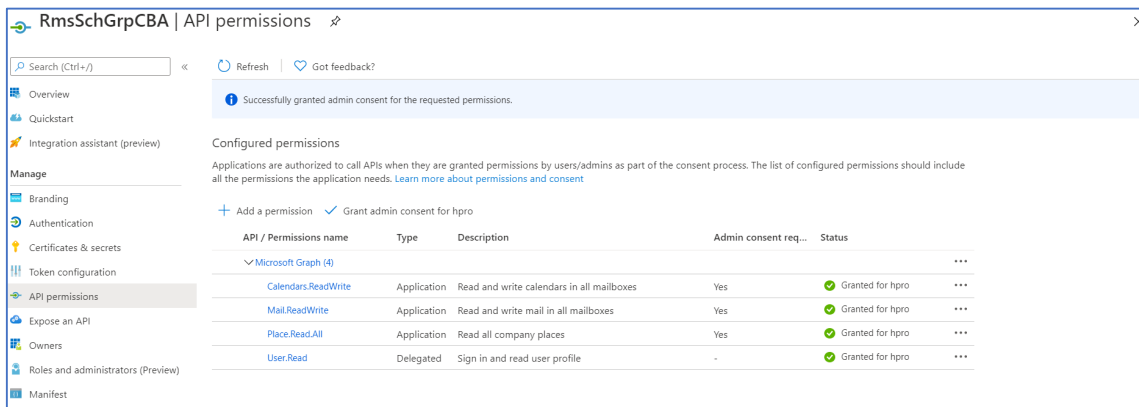 RmsSchGrpCBA | API permissions
Search (Ctrl+/)
«
Overview
Quickstart
Integration assistant (preview)
Manage
Branding
Authentication
Certificates & secrets
Token configuration
API permissions
Expose an API
Owners
Roles and administrators (Preview)
Manifest
Refresh | Got feedback?
Successfully granted admin consent for the requested permissions.
Configured permissions
Applications are authorized to call APIs when they are granted permissions by users/admins as part of the consent process. The list of configured permissions should include
all the permissions the application needs. Learn more about permissions and consent
+ Add a permission ✓ Grant admin consent for hpro
API / Permissions name Type Description Admin consent req... Status
Microsoft Graph (4) ...
Calendars.ReadWrite Application Read and write calendars in all mailboxes Yes Granted for hpro ...
Mail.ReadWrite Application Read and write mail in all mailboxes Yes Granted for hpro ...
Place.Read.All Application Read all company places Yes Granted for hpro ...
User.Read Delegated Sign in and read user profile - Granted for hpro ...